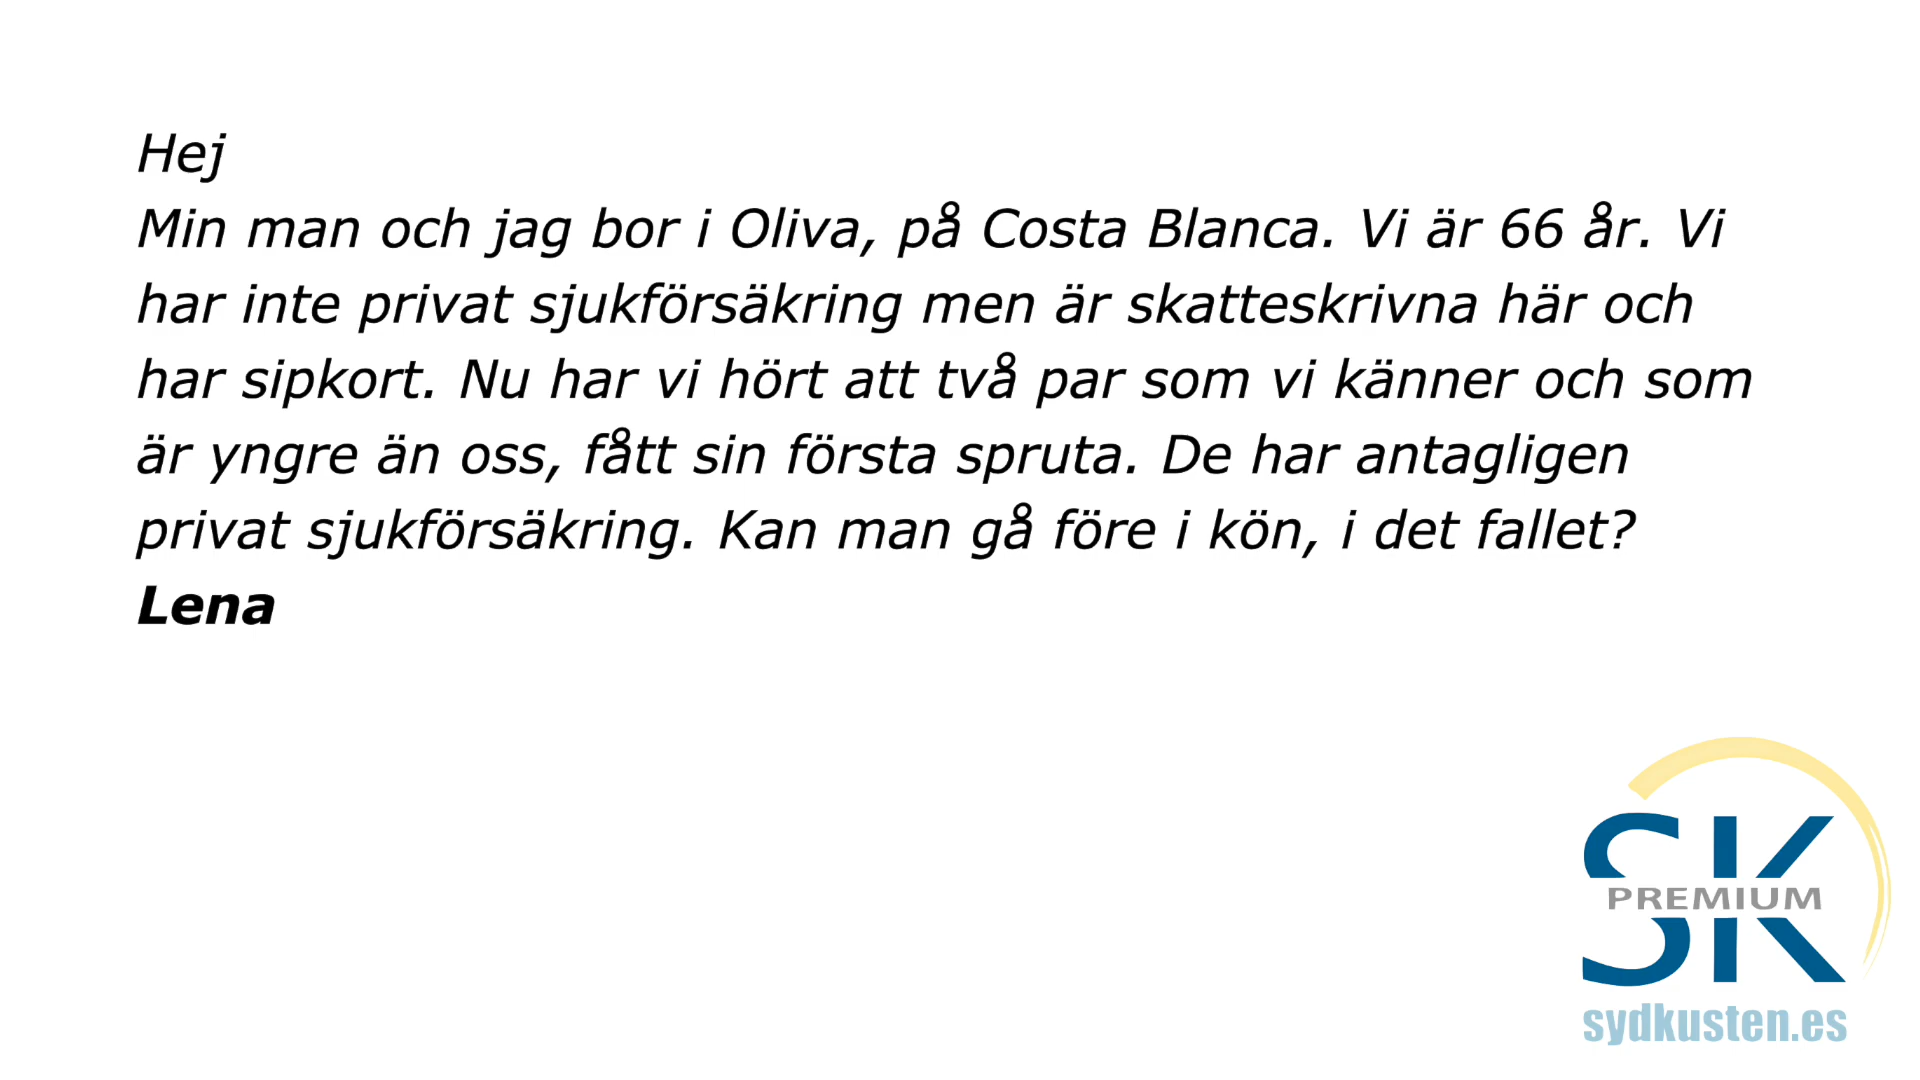 Hej
Min man och jag bor i Oliva, på Costa Blanca. Vi är 66 år. Vi
har inte privat sjukförsäkring men är skatteskrivna här och
har sipkort. Nu har vi hört att två par som vi känner och som
är yngre än oss, fått sin första spruta. De har antagligen
privat sjukförsäkring. Kan man gå före i kön, i det fallet?
Lena
SK
PREMIUM
sydkusten.es